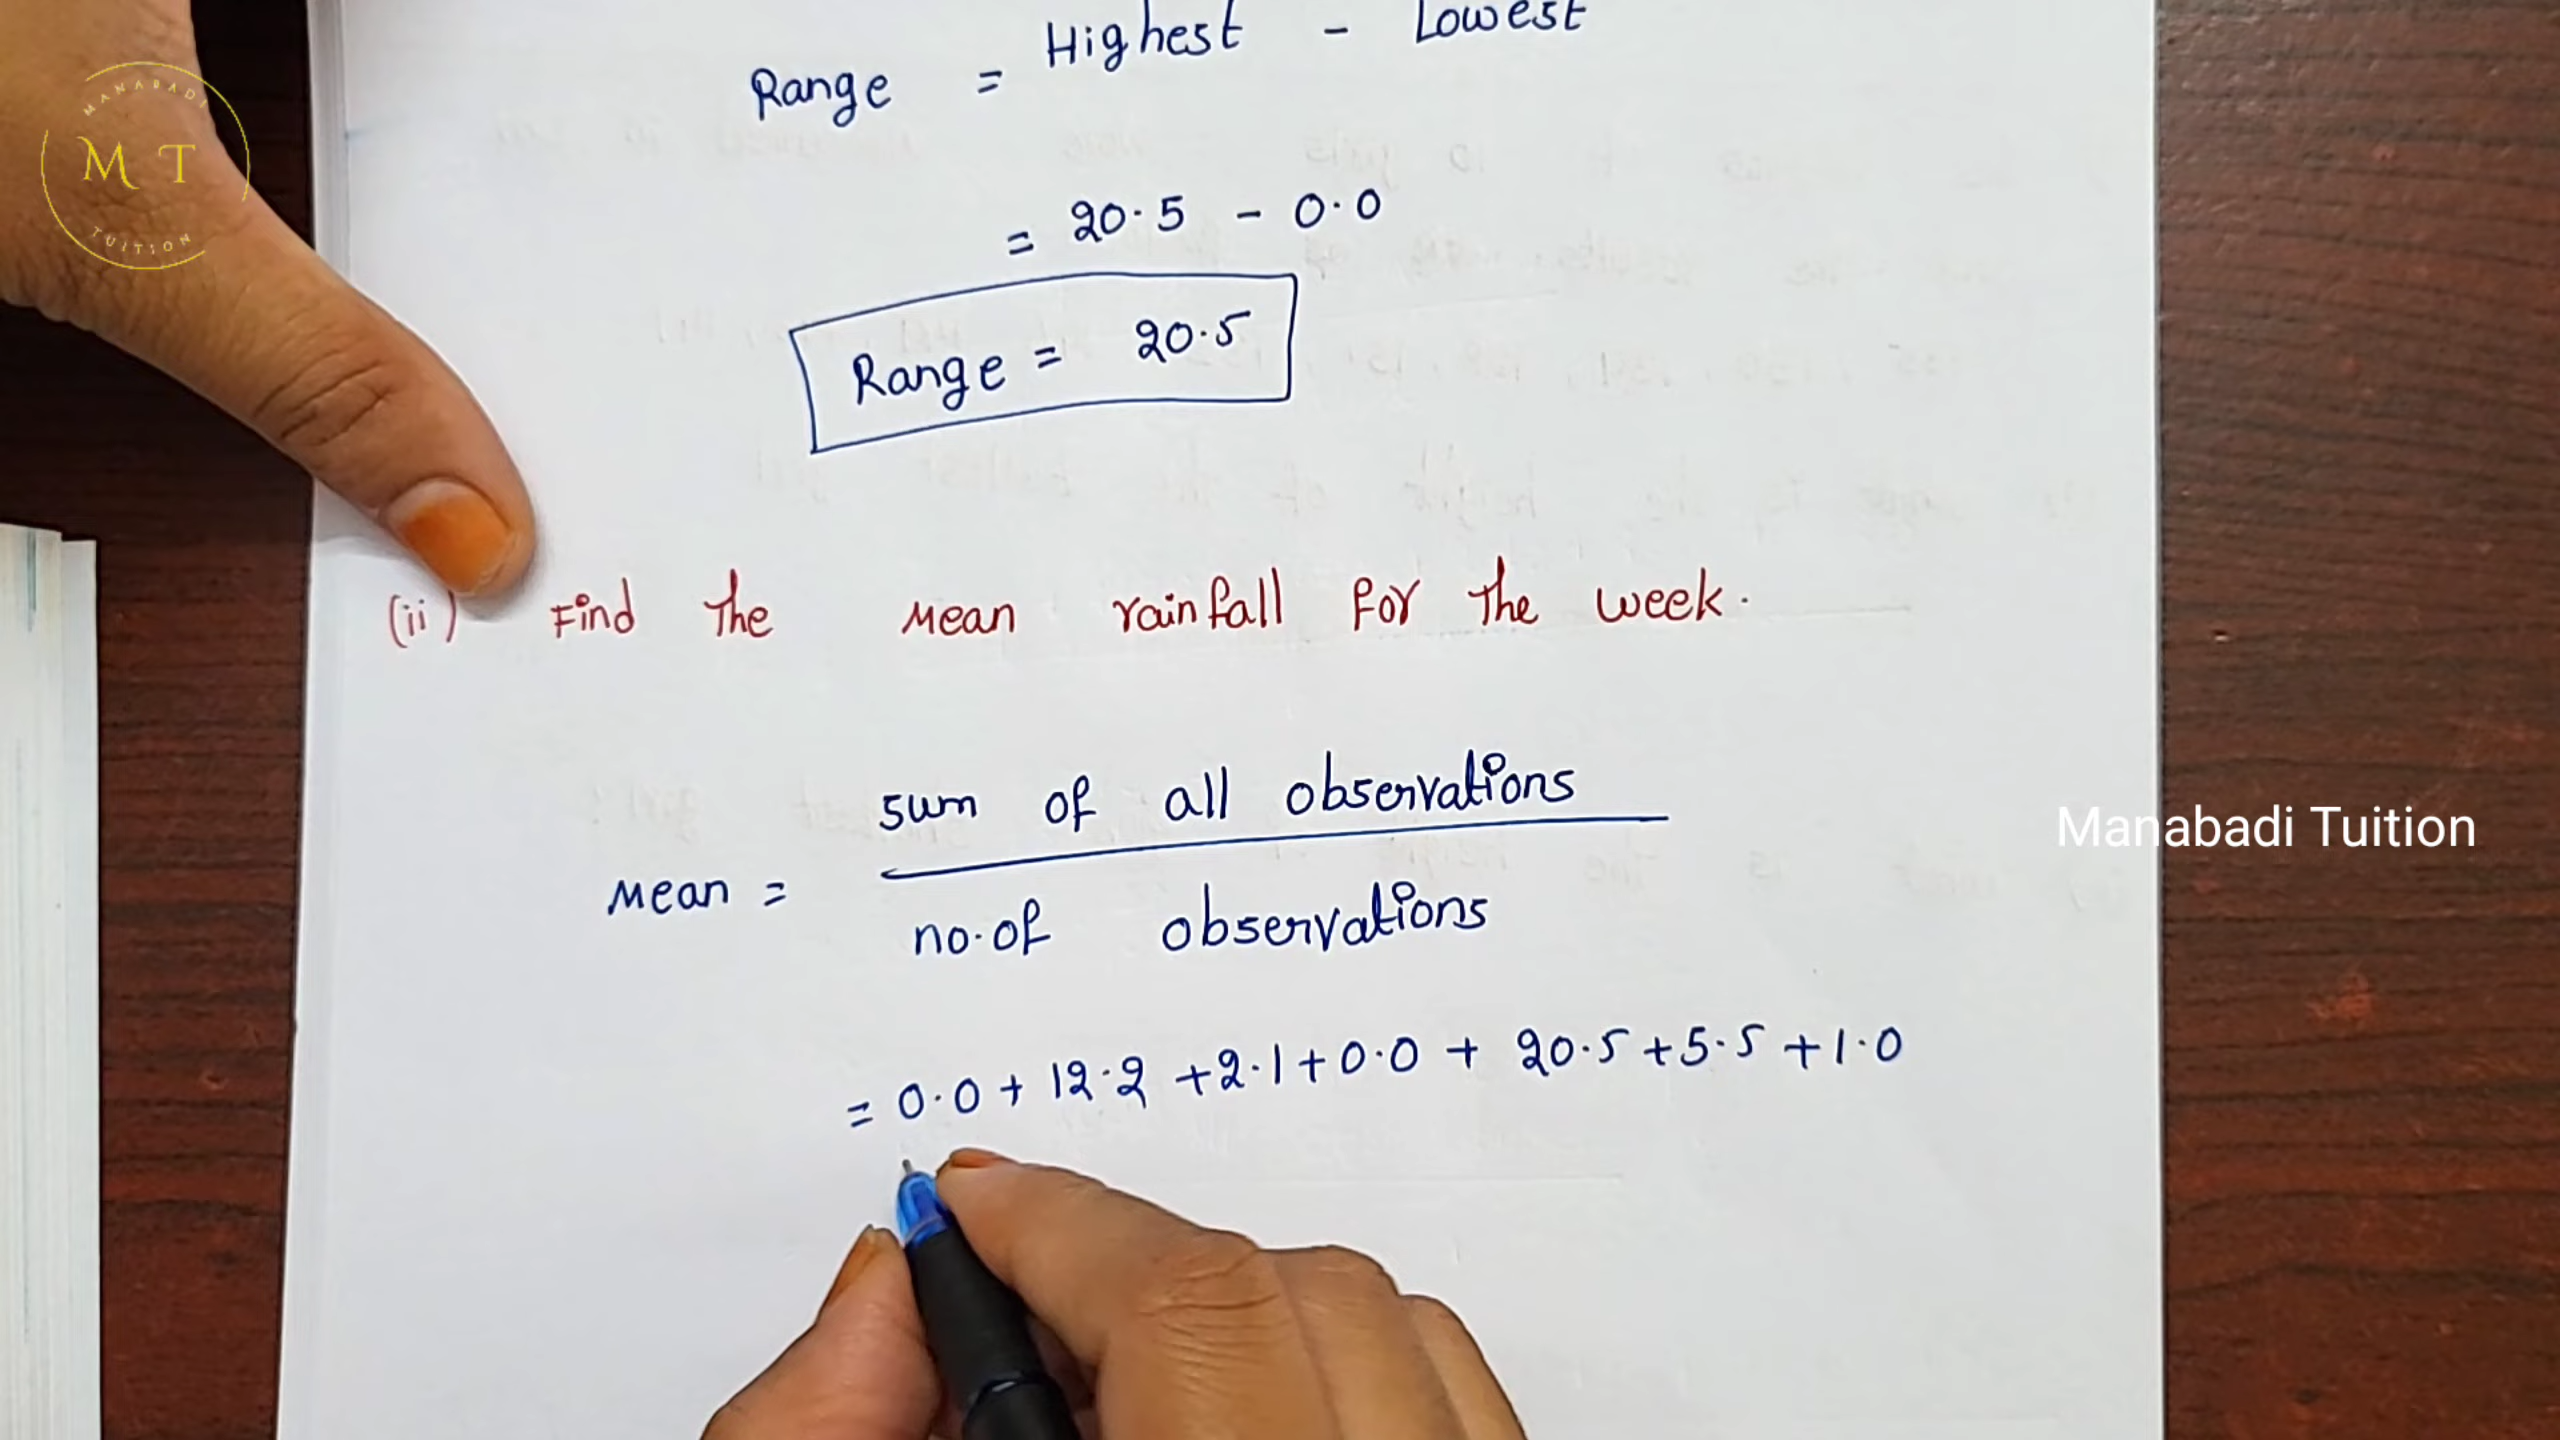 Range = Highest - Lowest
MANABADI
M T
TUITION
= 20.5 - 0.0
Range = 20.5
(ii) Find the Mean rainfall for the week.
sum of all observations
Mean =
no.of observations
Manabadi Tuition
= 0.0 + 12.2 + 2.1 + 0.0 + 20.5 + 5.5 + 1.0